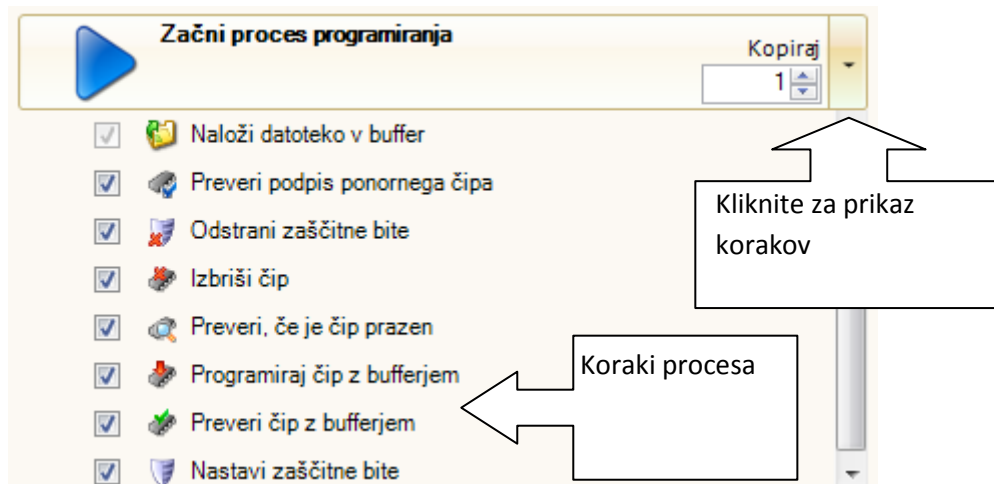 Začni proces programiranja
Kopiraj
1
Naloži datoteko v buffer
Preveri podpis ponornega čipa
Odstrani zaščitne bite
Izbriši čip
Preveri, če je čip prazen
Programiraj čip z bufferjem
Preveri čip z bufferjem
Nastavi zaščitne bite
Kliknite za prikaz
korakov
Koraki procesa